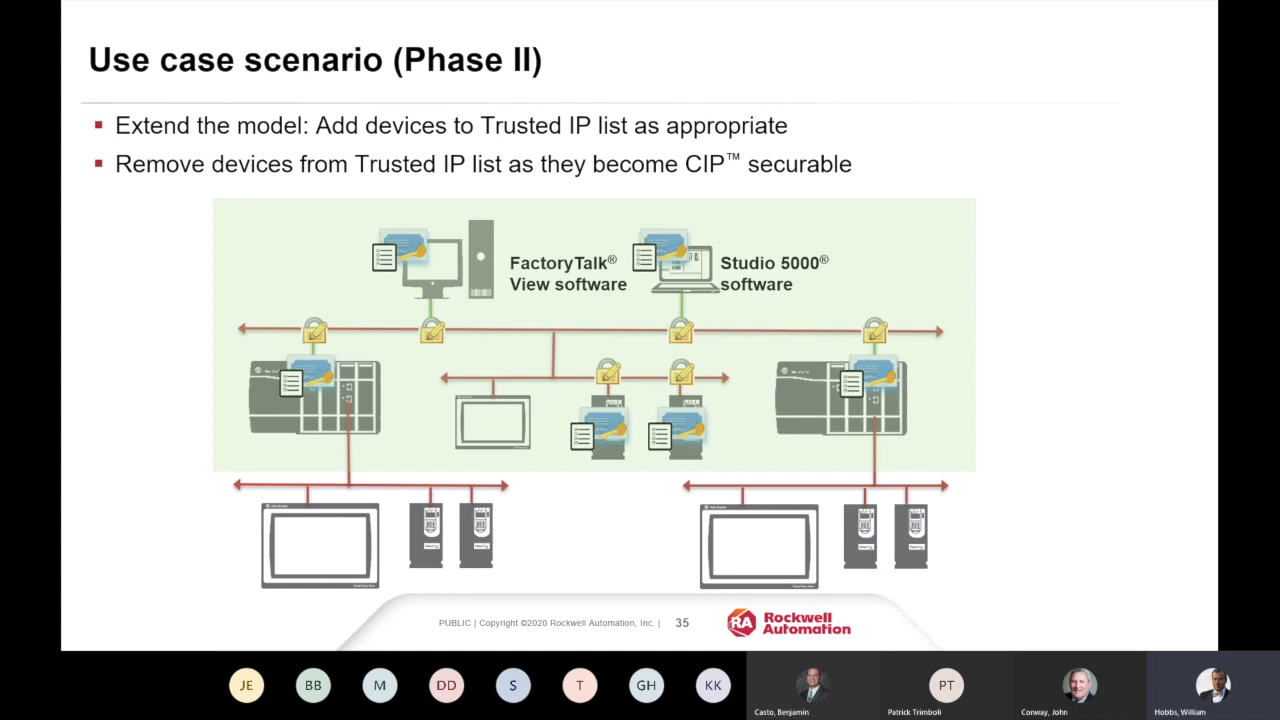 Use case scenario (Phase II)
▪ Extend the model: Add devices to Trusted IP list as appropriate
▪ Remove devices from Trusted IP list as they become CIP™ securable
FactoryTalk®
View software
Studio 5000®
software
PUBLIC | Copyright ©2020 Rockwell Automation, Inc. |
35
RA
Rockwell
Automation
JE
BB
M
DD
S
T
GH
KK
Casto, Benjamin
PT
Patrick Trimboli
Conway, John
Hobbs, William